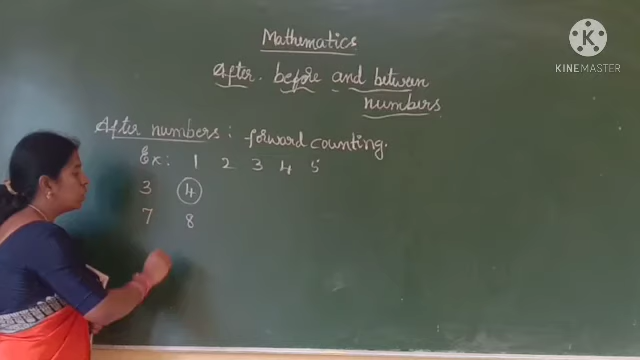 Mathematics
After. before and between
numbers.
After numbers: forward counting.
Ex: 1 2 3 4 5
3 4
7 8
K
KINEMASTER